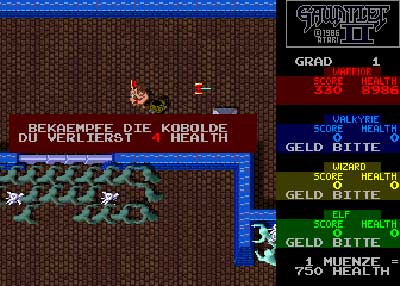 GAUNTLET
II
©1986
ATARI
GRAD 1
WARRIOR
SCORE HEALTH
330 8986
BEKAEMPFE DIE KOBOLDE
DU VERLIERST 4 HEALTH
VALKYRIE
SCORE HEALTH
0 0
GELD BITTE
WIZARD
SCORE HEALTH
0 0
GELD BITTE
ELF
SCORE HEALTH
0 0
GELD BITTE
1 MUENZE =
750 HEALTH